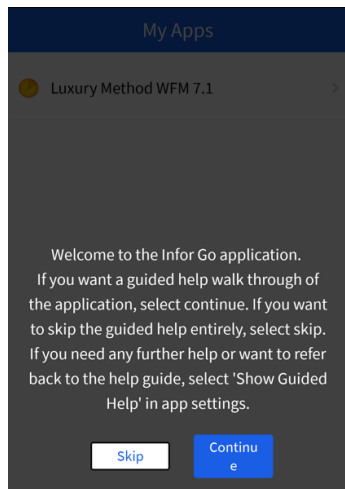 My Apps
Luxury Method WFM 7.1
Welcome to the Infor Go application.
If you want a guided help walk through of
the application, select continue. If you want
to skip the guided help entirely, select skip.
If you need any further help or want to refer
back to the help guide, select 'Show Guided
Help' in app settings.
Skip
Continu
e